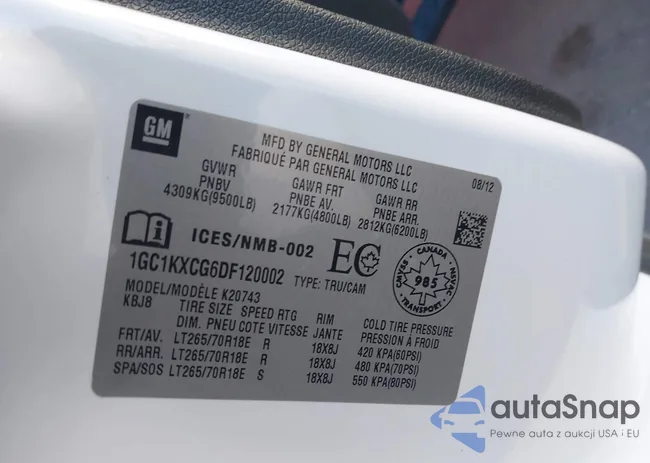 GM
MFD BY GENERAL MOTORS LLC
FABRIQUÉ PAR GENERAL MOTORS LLC
08/12
GVWR GAWR FRT GAWR RR
PNBV PNBE AV. PNBE ARR.
4309KG(9500LB) 2177KG(4800LB) 2812KG(6200LB)
ICES/NMB-002
EC
CANADA
CMVSS NSVAC
985
TRANSPORT
1GC1KXCG6DF120002 TYPE: TRU/CAM
MODEL/MODÈLE K20743
KBJ8 TIRE SIZE SPEED RTG RIM COLD TIRE PRESSURE
DIM. PNEU COTE VITESSE JANTE PRESSION À FROID
FRT/AV. LT265/70R18E R 18X8J 420 KPA(60PSI)
RR/ARR. LT265/70R18E R 18X8J 480 KPA(70PSI)
SPA/SOS LT265/70R18E S 18X8J 550 KPA(80PSI)
autaSnap
Pewne auta z aukcji USA i EU